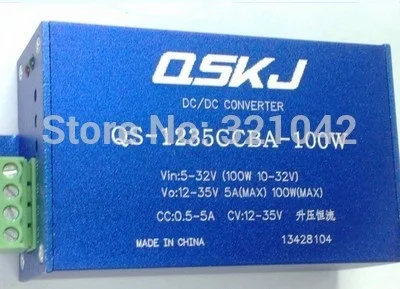 QSKJ
DC/DC CONVERTER
Store No: 321042
QS-1235CCBA-100W
Vin:5-32V (100W 10-32V)
Vo:12-35V 5A(MAX) 100W(MAX)
CC:0.5-5A CV:12-35V 升压恒流
MADE IN CHINA 13428104